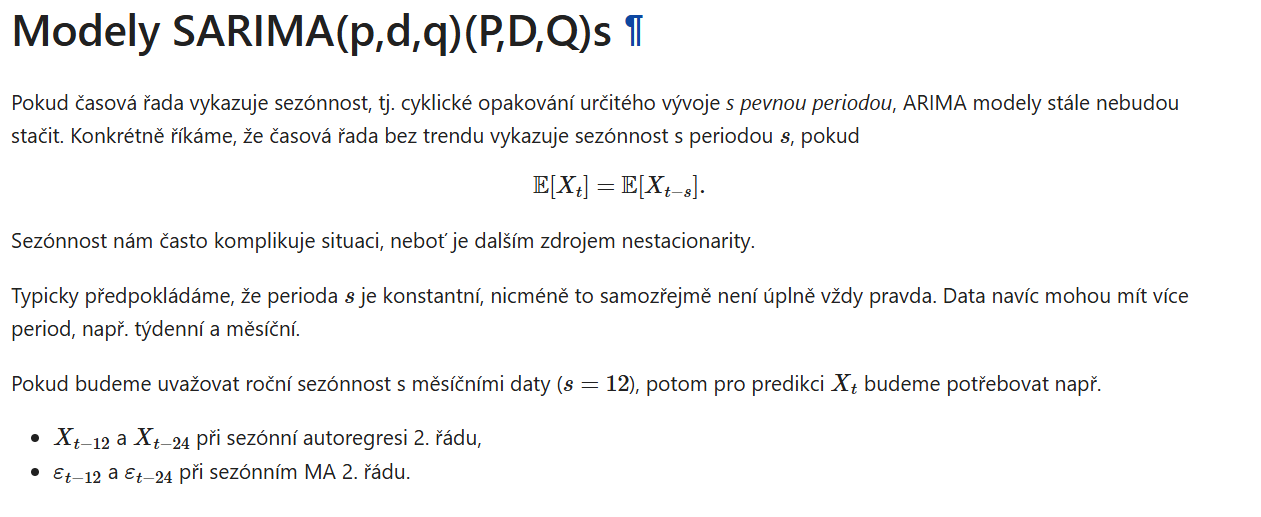 Modely SARIMA(p,d,q)(P,D,Q)s ¶
Pokud časová řada vykazuje sezónnost, tj. cyklické opakování určitého vývoje s pevnou periodou, ARIMA modely stále nebudou
stačit. Konkrétně říkáme, že časová řada bez trendu vykazuje sezónnost s periodou s, pokud
𝔼[X_t] = 𝔼[X_{t−s}].
Sezónnost nám často komplikuje situaci, neboť je dalším zdrojem nestacionarity.
Typicky předpokládáme, že perioda s je konstantní, nicméně to samozřejmě není úplně vždy pravda. Data navíc mohou mít více
period, např. týdenní a měsíční.
Pokud budeme uvažovat roční sezónnost s měsíčními daty (s = 12), potom pro predikci X_t budeme potřebovat např.
• X_{t−12} a X_{t−24} při sezónní autoregresi 2. řádu,
• ε_{t−12} a ε_{t−24} při sezónním MA 2. řádu.